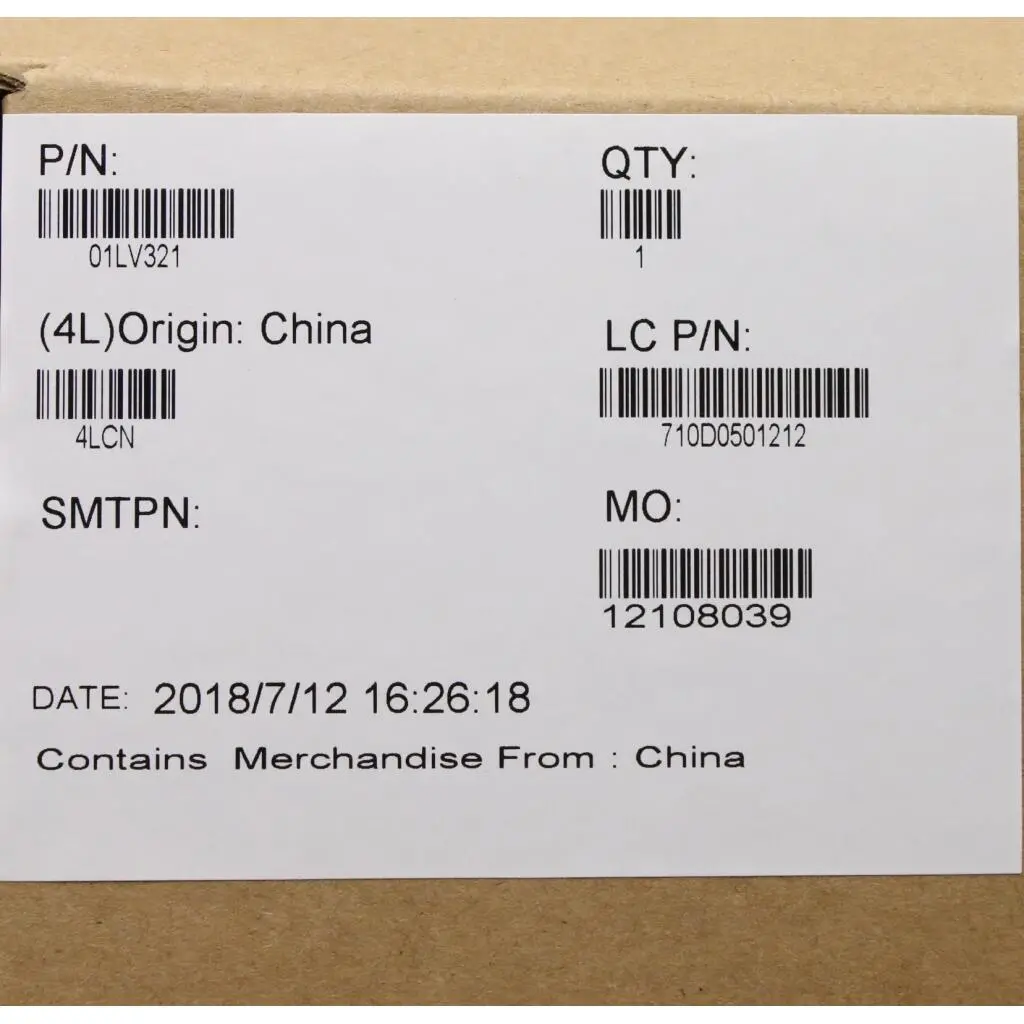 P/N:
01LV321
QTY:
1
(4L)Origin: China
4LCN
LC P/N:
710D0501212
SMTPN:
MO:
12108039
DATE: 2018/7/12 16:26:18
Contains Merchandise From : China